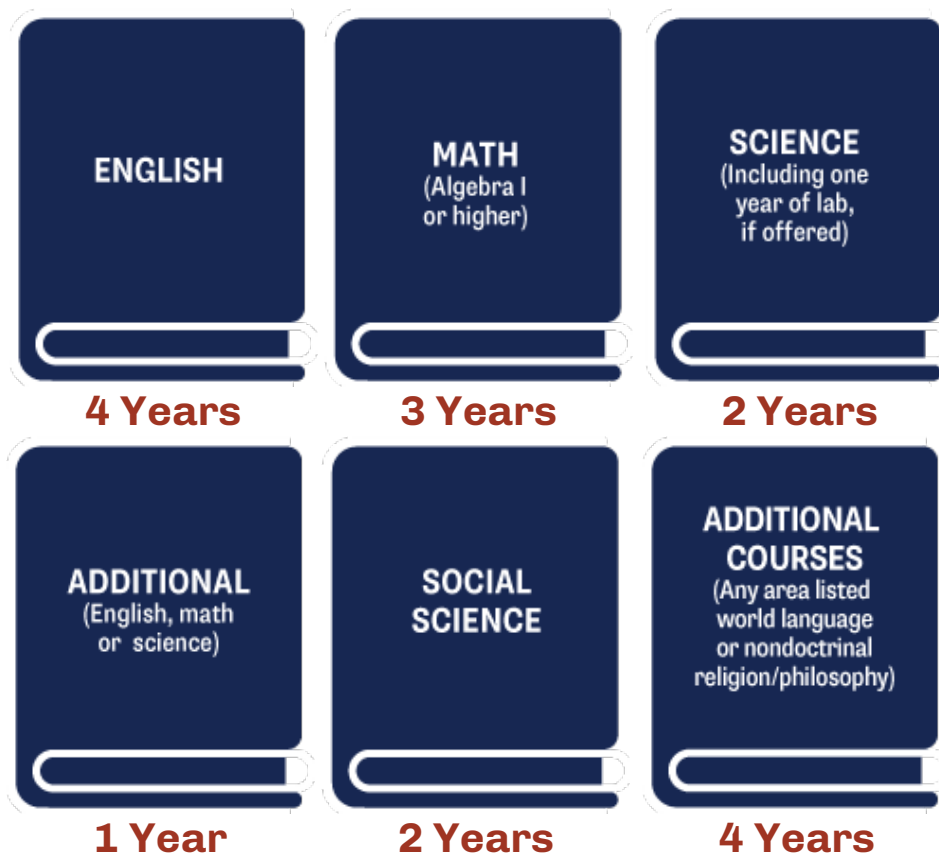 ENGLISH
4 Years
MATH
(Algebra I
or higher)
3 Years
SCIENCE
(Including one
year of lab,
if offered)
2 Years
ADDITIONAL
(English, math
or science)
1 Year
SOCIAL
SCIENCE
2 Years
ADDITIONAL
COURSES
(Any area listed
world language
or nondoctrinal
religion/philosophy)
4 Years